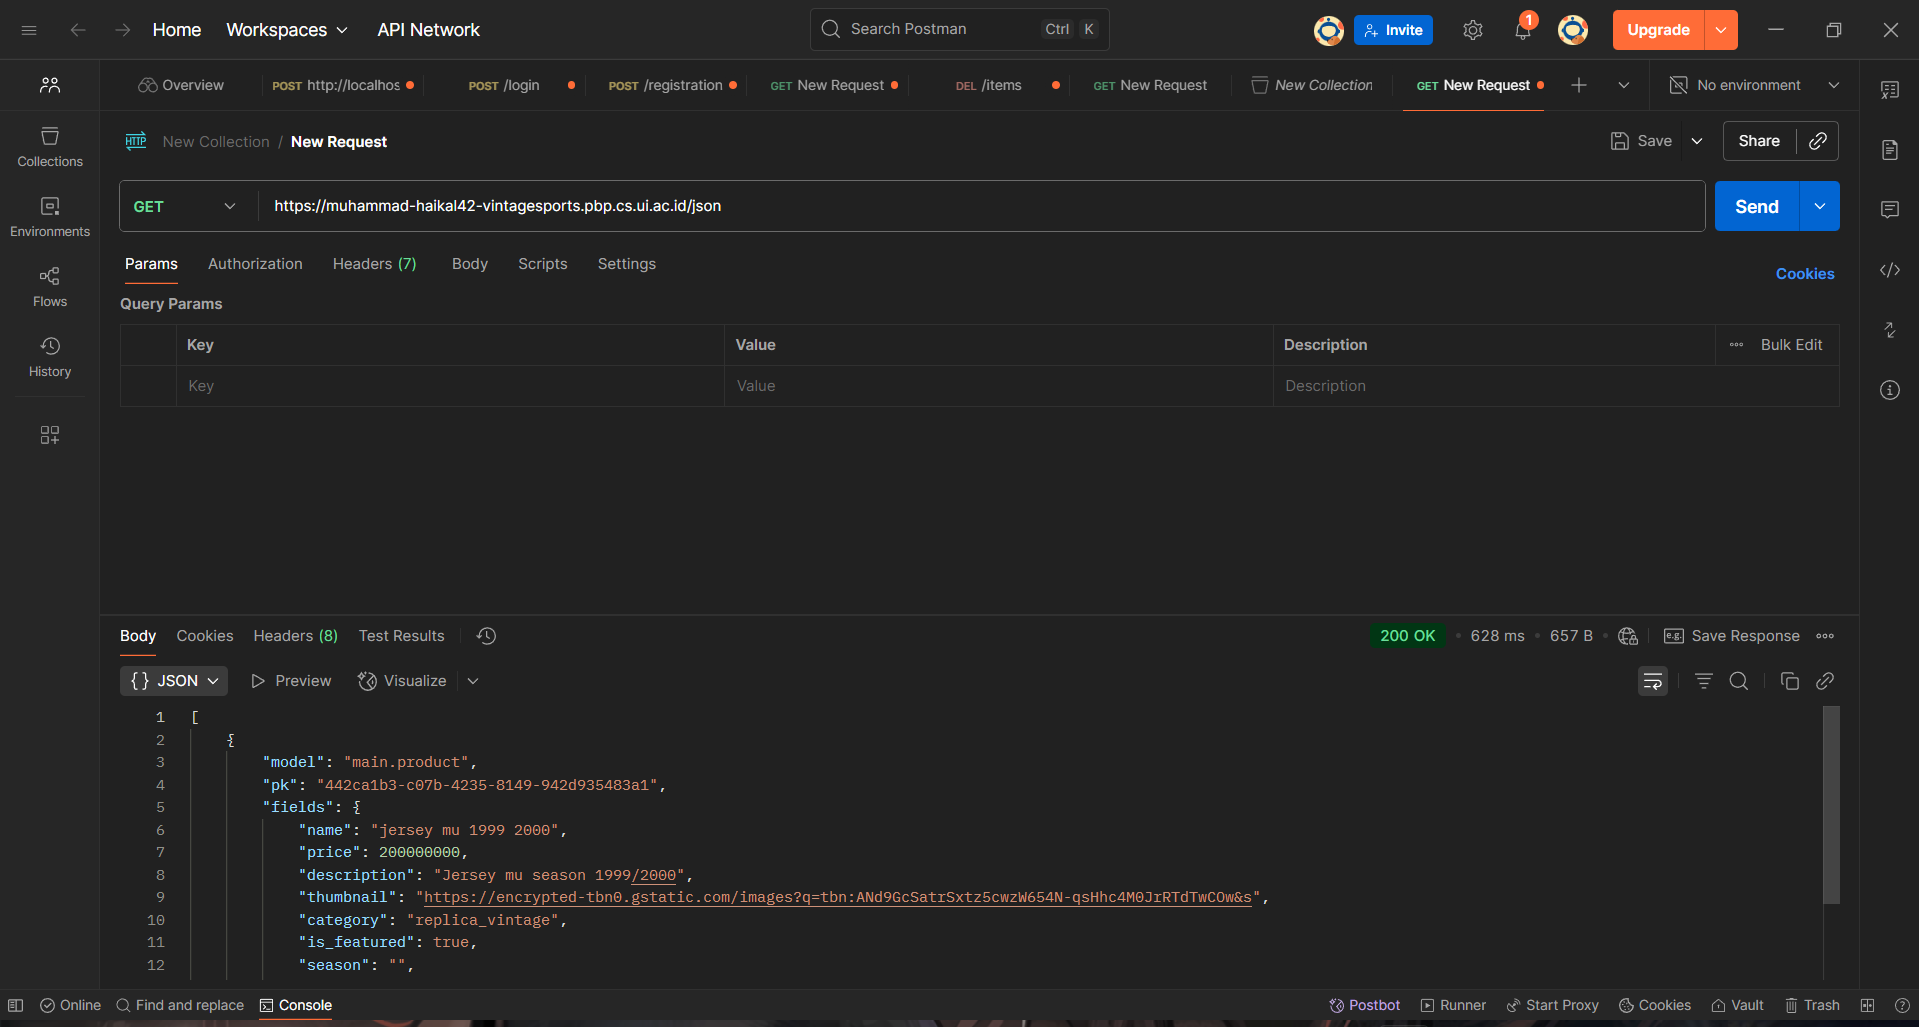 Home Workspaces API Network Search Postman Ctrl K Invite 1 Upgrade
Overview POST http://localhos POST /login POST /registration GET New Request DEL /items GET New Request New Collection GET New Request No environment
HTTP New Collection / New Request Save Share
Collections
GET https://muhammad-haikal42-vintagesports.pbp.cs.ui.ac.id/json Send
Environments
Params Authorization Headers (7) Body Scripts Settings Cookies
Flows
Query Params
Key Value Description Bulk Edit
History
Key Value Description
Body Cookies Headers (8) Test Results 200 OK 628 ms 657 B e.g. Save Response
{} JSON Preview Visualize
1 [
2 {
3 "model": "main.product",
4 "pk": "442ca1b3-c07b-4235-8149-942d935483a1",
5 "fields": {
6 "name": "jersey mu 1999 2000",
7 "price": 200000000,
8 "description": "Jersey mu season 1999/2000",
9 "thumbnail": "https://encrypted-tbn0.gstatic.com/images?q=tbn:ANd9GcSatrSxtz5cwzW654N-qsHhc4M0JrRTdTwCOw&s",
10 "category": "replica_vintage",
11 "is_featured": true,
12 "season": "",
Online Find and replace Console Postbot Runner Start Proxy Cookies Vault Trash